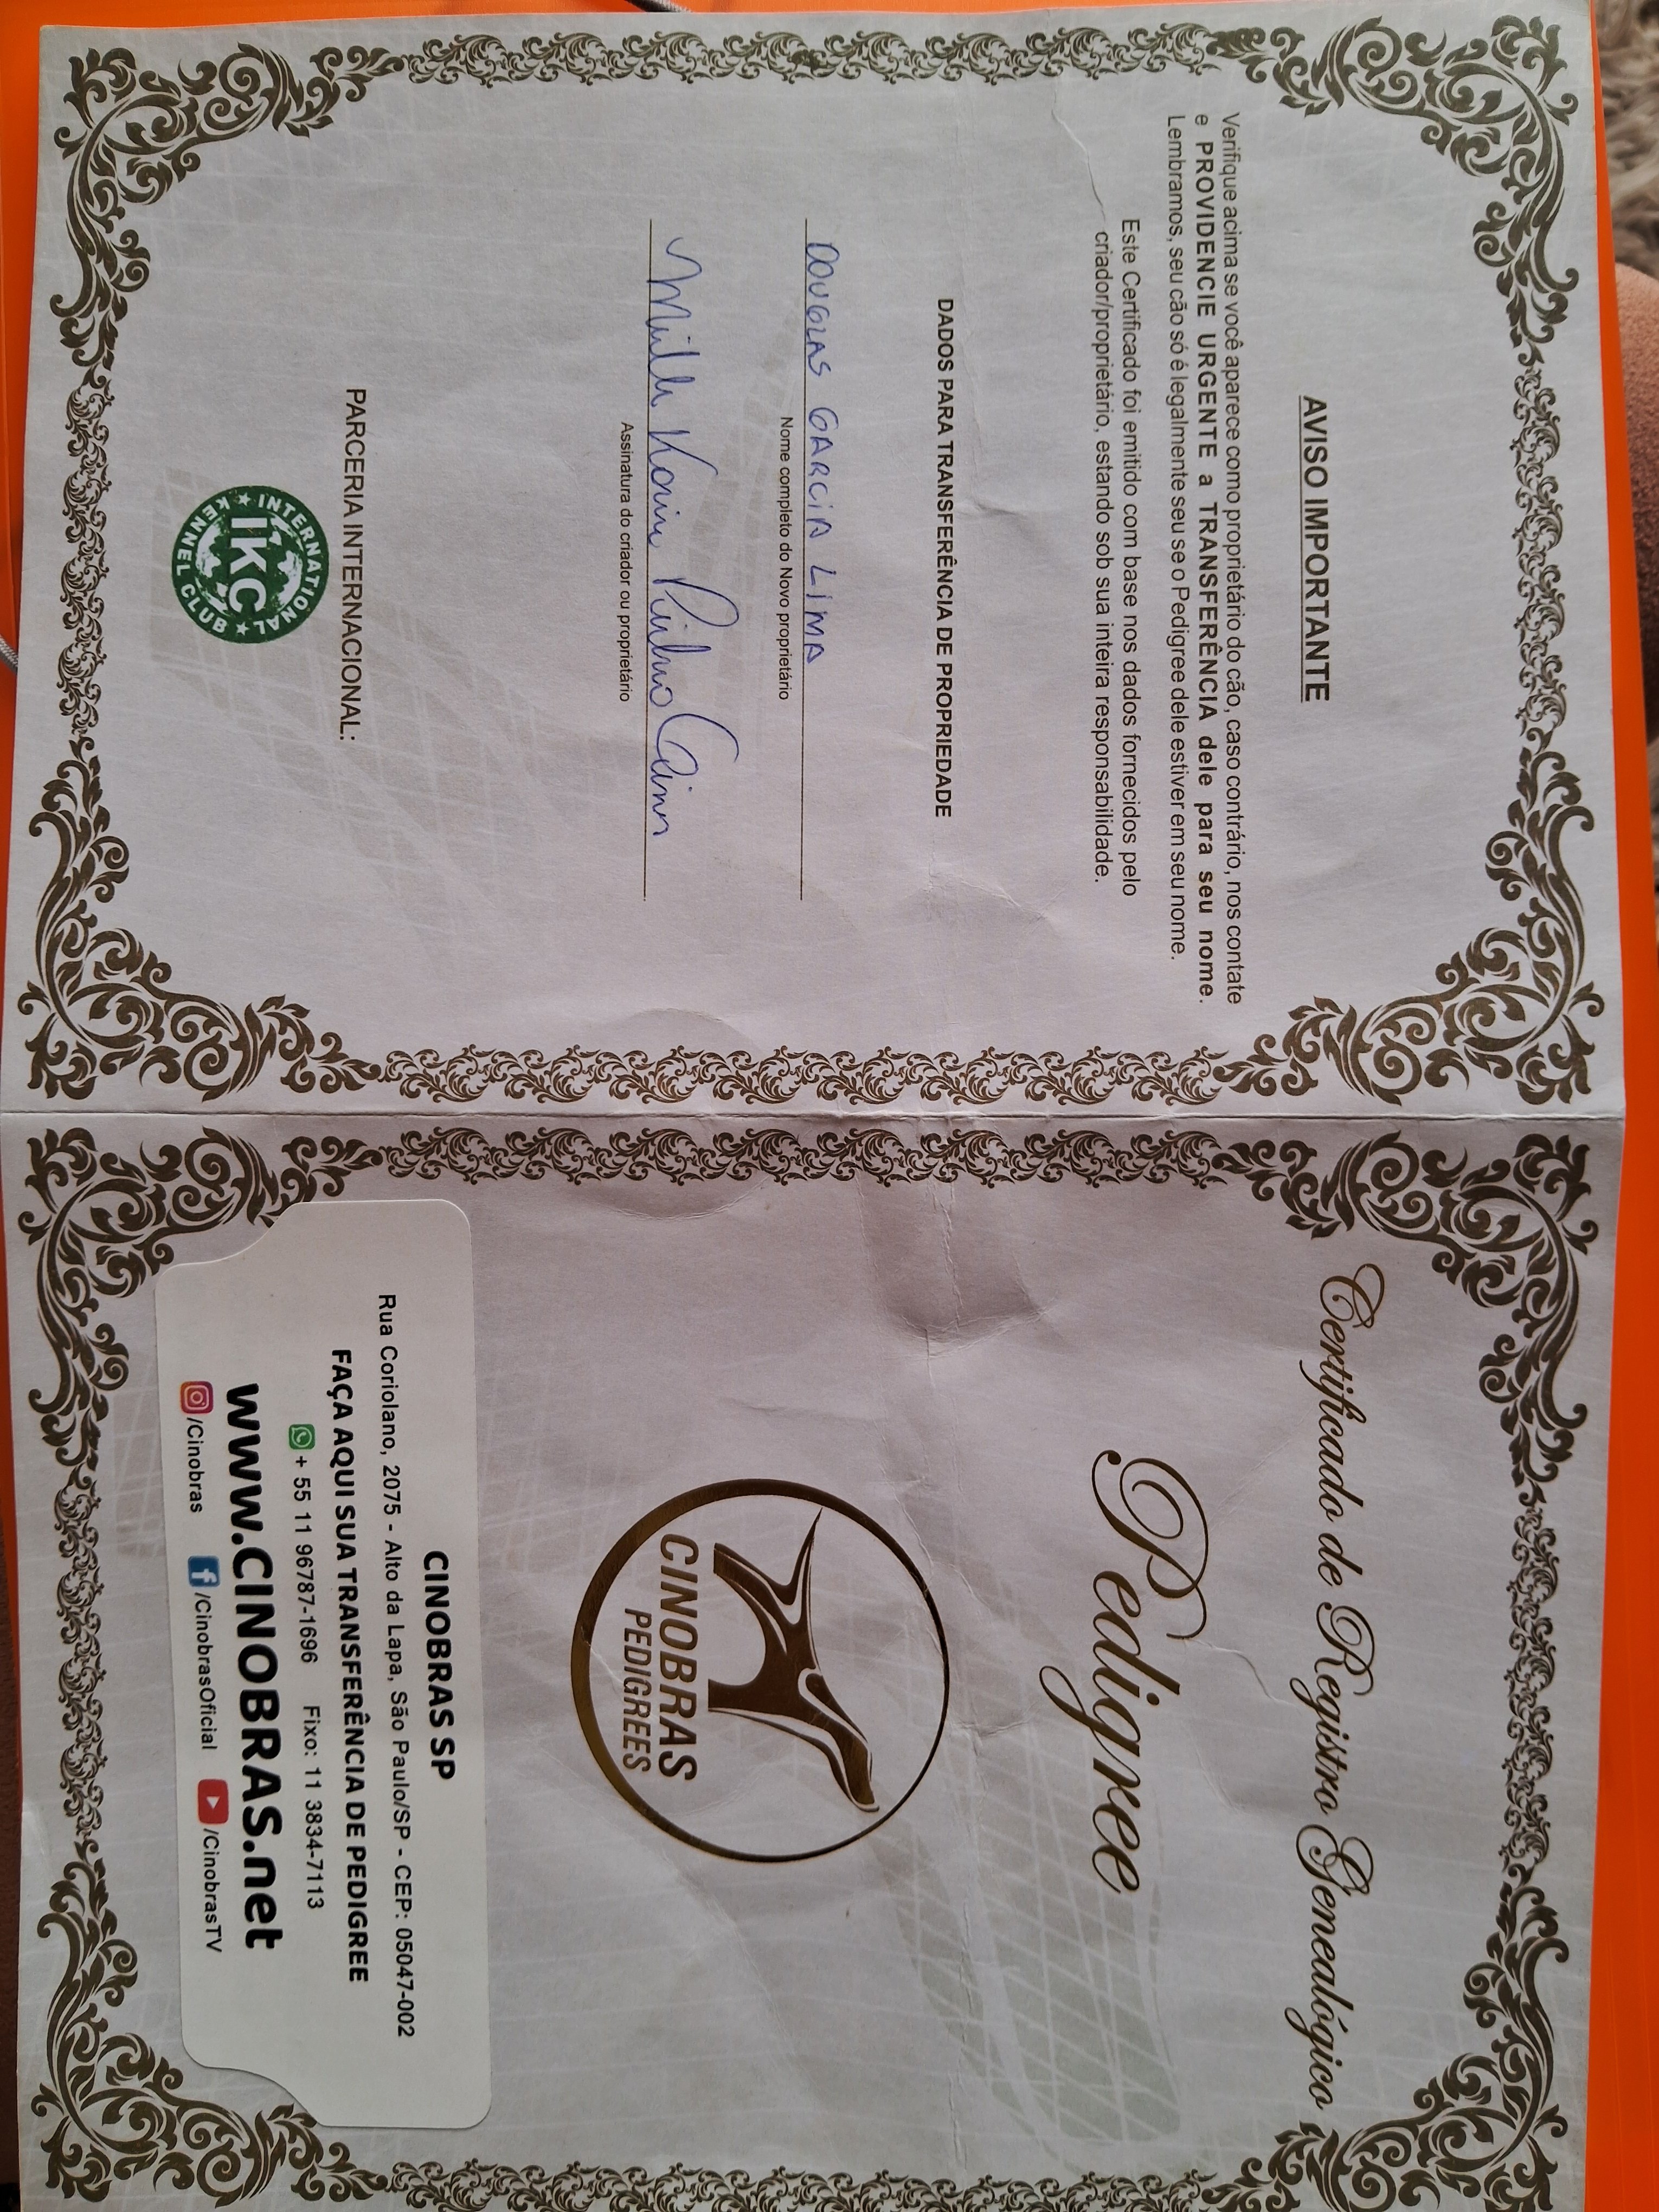 AVISO IMPORTANTE
Verifique acima se você aparece como proprietário do cão, caso contrário, nos contate
e PROVIDENCIE URGENTE a TRANSFERÊNCIA dele para seu nome.
Lembramos, seu cão só é legalmente seu se o Pedigree dele estiver em seu nome.
Este Certificado foi emitido com base nos dados fornecidos pelo
criador/proprietário, estando sob sua inteira responsabilidade.
DADOS PARA TRANSFERÊNCIA DE PROPRIEDADE
DOUGLAS GARCIA LIMA
Nome completo do Novo proprietário
Assinatura do criador ou proprietário
PARCERIA INTERNACIONAL:
INTERNATIONAL
IKC
KENNEL CLUB
Certificado de Registro Genealógico
Pedigree
CINOBRAS
PEDIGREES
CINOBRAS SP
Rua Coriolano, 2075 - Alto da Lapa, São Paulo/SP - CEP: 05047-002
FAÇA AQUI SUA TRANSFERÊNCIA DE PEDIGREE
+ 55 11 96787-1696 Fixo: 11 3834-7113
www.CINOBRAS.net
/Cinobras /CinobrasOficial /CinobrasTV